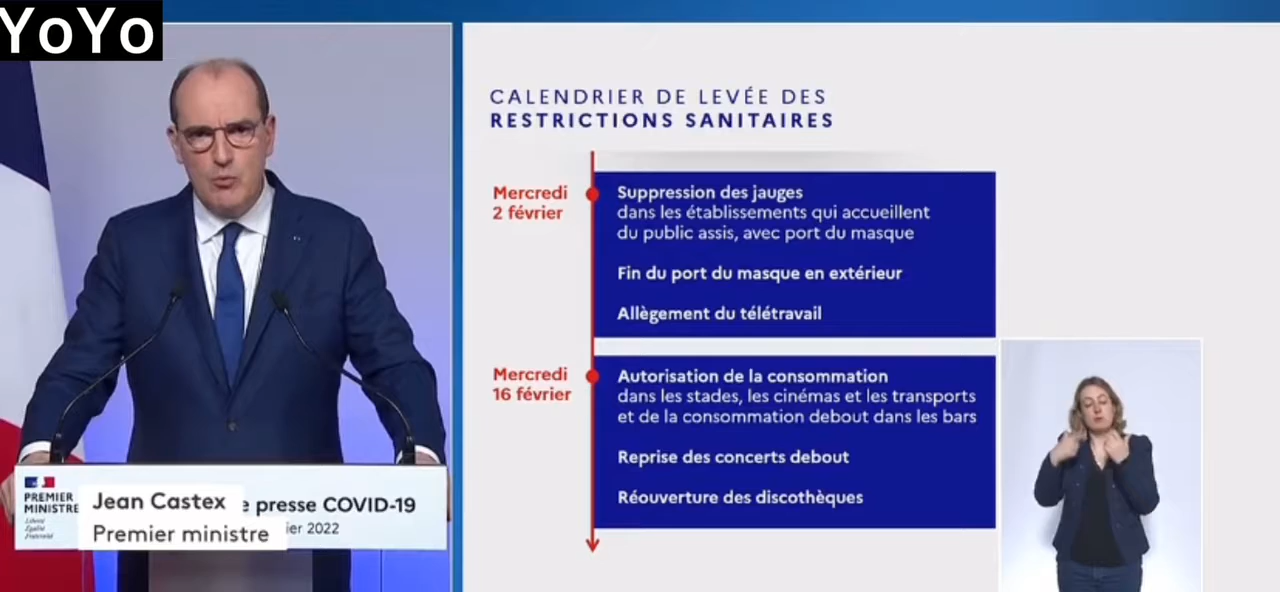 YoYo
CALENDRIER DE LEVÉE DES
RESTRICTIONS SANITAIRES
Mercredi
2 février
Suppression des jauges
dans les établissements qui accueillent
du public assis, avec port du masque
Fin du port du masque en extérieur
Allègement du télétravail
Mercredi
16 février
Autorisation de la consommation
dans les stades, les cinémas et les transports
et de la consommation debout dans les bars
Reprise des concerts debout
Réouverture des discothèques
PREMIER
MINISTRE
Liberté
Égalité
Fraternité
Jean Castex
Premier ministre
e presse COVID-19
ier 2022